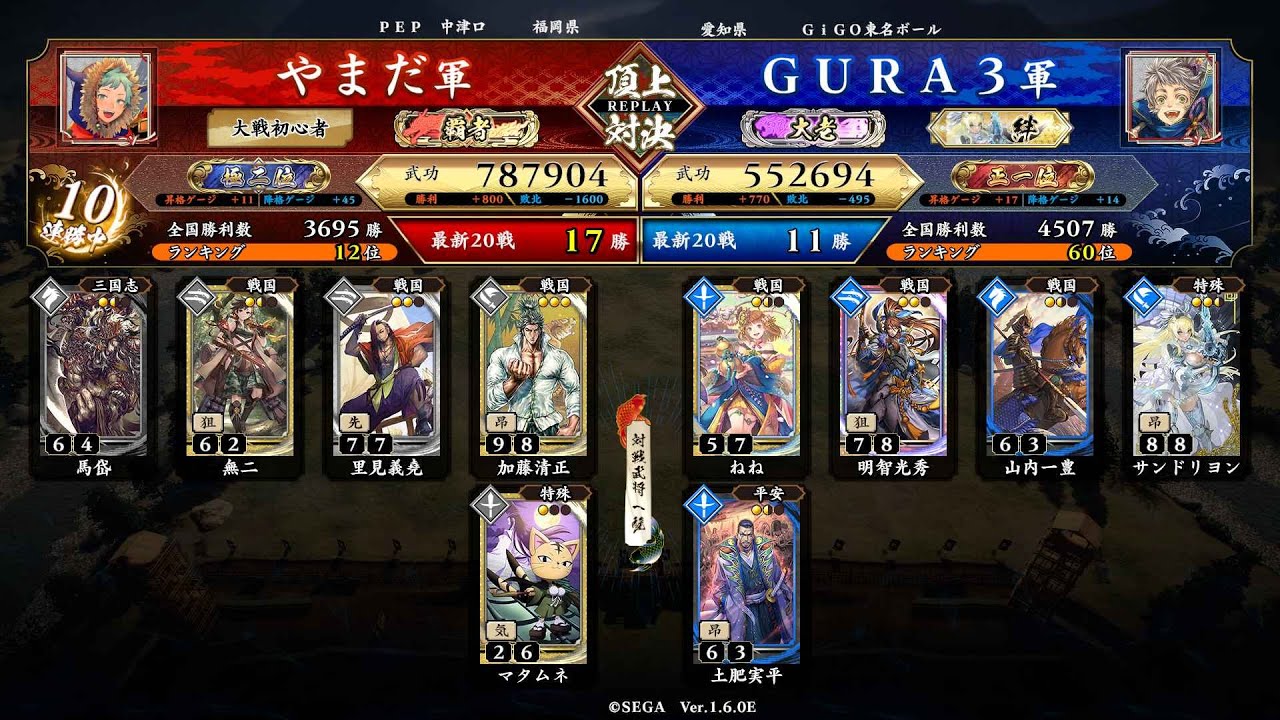 PEP 中津口 福岡県
愛知県 GiGO東名ボール
やまだ軍
頂上
REPLAY
対決
GURA3軍
大戦初心者
覇者
大老
絆
極二位
昇格ゲージ +11 降格ゲージ +45
武功 787904
勝利 +800 敗北 -1600
武功 552694
勝利 +770 敗北 -495
正一位
昇格ゲージ +17 降格ゲージ +14
10
連勝中
全国勝利数 3695勝
ランキング 12位
最新20戦 17勝
最新20戦 11勝
全国勝利数 4507勝
ランキング 60位
三国志
6 4
馬岱
戦国
狙
6 2
無二
戦国
先
7 7
里見義堯
戦国
昂
9 8
加藤清正
戦国
5 7
ねね
戦国
狙
7 8
明智光秀
戦国
6 3
山内一豊
特殊
昂
8 8
サンドリヨン
対戦武将一覧
特殊
気
2 6
マタムネ
平安
昂
6 3
土肥実平
©SEGA Ver.1.6.0E